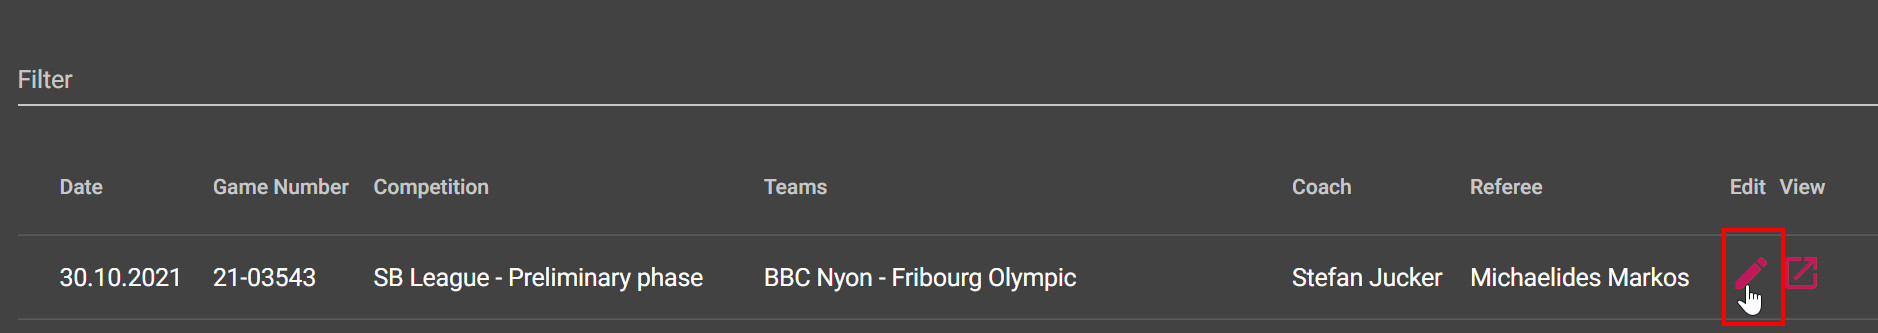 Filter
Date Game Number Competition Teams Coach Referee Edit View
30.10.2021 21-03543 SB League - Preliminary phase BBC Nyon - Fribourg Olympic Stefan Jucker Michaelides Markos